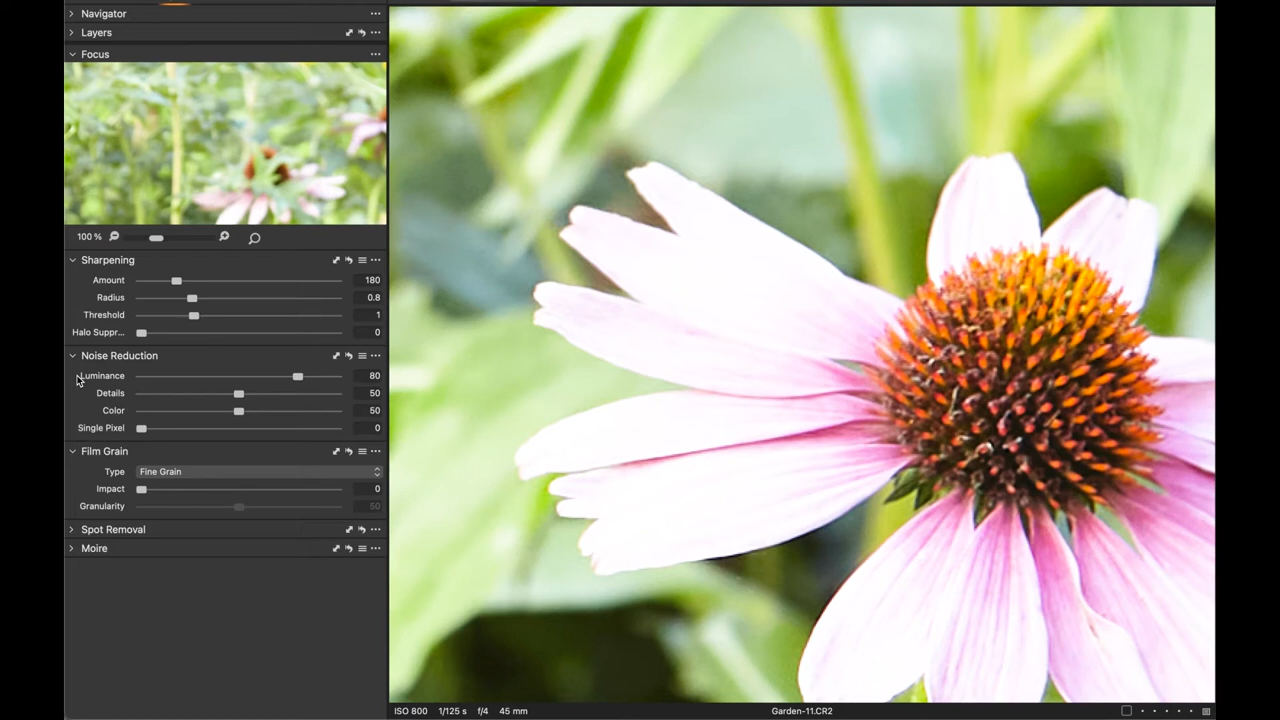 Navigator
Layers
Focus
100 %
Sharpening
Amount 180
Radius 0.8
Threshold 1
Halo Suppr... 0
Noise Reduction
Luminance 80
Details 50
Color 50
Single Pixel 0
Film Grain
Type Fine Grain
Impact 0
Granularity 50
Spot Removal
Moire
ISO 800 1/125 s f/4 45 mm Garden-11.CR2